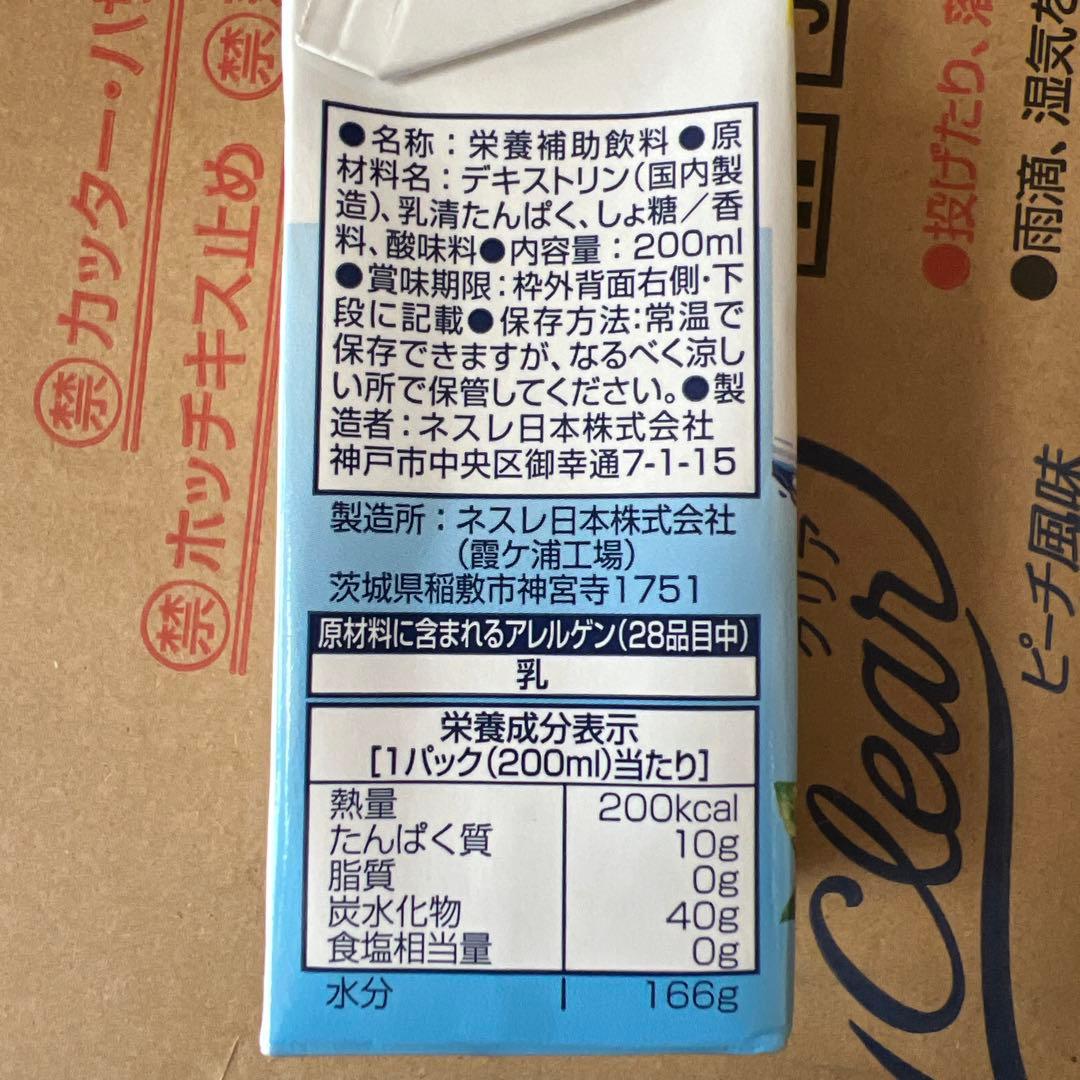 ●名称：栄養補助飲料●原
材料名：デキストリン（国内製
造）、乳清たんぱく、しょ糖／香
料、酸味料●内容量：200ml
●賞味期限：枠外背面右側・下
段に記載●保存方法：常温で
保存できますが、なるべく涼し
い所で保管してください。●製
造者：ネスレ日本株式会社
神戸市中央区御幸通7-1-15
製造所：ネスレ日本株式会社
（霞ケ浦工場）
茨城県稲敷市神宮寺1751
原材料に含まれるアレルゲン（28品目中）
乳
栄養成分表示
[1パック（200ml）当たり]
熱量 200kcal
たんぱく質 10g
脂質 0g
炭水化物 40g
食塩相当量 0g
水分 166g
禁 カッター・ハ
禁 ホッチキス止め 禁
●投げたり、
●雨滴、湿気を
クリア
Clear
ピーチ風味